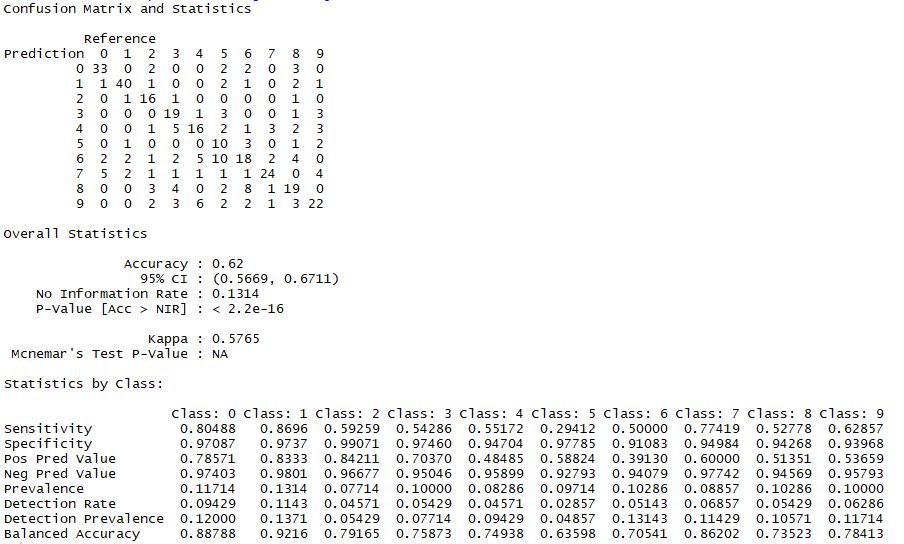 Confusion Matrix and Statistics
Reference
Prediction 0 1 2 3 4 5 6 7 8 9
0 33 0 2 0 0 2 2 0 3 0
1 1 40 1 0 0 2 1 0 2 1
2 0 1 16 1 0 0 0 0 1 0
3 0 0 0 19 1 3 0 0 1 3
4 0 0 1 5 16 2 1 3 2 3
5 0 1 0 0 0 10 3 0 1 2
6 2 2 1 2 5 10 18 2 4 0
7 5 2 1 1 1 1 1 24 0 4
8 0 0 3 4 0 2 8 1 19 0
9 0 0 2 3 6 2 2 1 3 22
Overall Statistics
Accuracy : 0.62
95% CI : (0.5669, 0.6711)
No Information Rate : 0.1314
P-Value [Acc > NIR] : < 2.2e-16
Kappa : 0.5765
Mcnemar's Test P-Value : NA
Statistics by Class:
Class: 0 Class: 1 Class: 2 Class: 3 Class: 4 Class: 5 Class: 6 Class: 7 Class: 8 Class: 9
Sensitivity 0.80488 0.8696 0.59259 0.54286 0.55172 0.29412 0.50000 0.77419 0.52778 0.62857
Specificity 0.97087 0.9737 0.99071 0.97460 0.94704 0.97785 0.91083 0.94984 0.94268 0.93968
Pos Pred Value 0.78571 0.8333 0.84211 0.70370 0.48485 0.58824 0.39130 0.60000 0.51351 0.53659
Neg Pred Value 0.97403 0.9801 0.96677 0.95046 0.95899 0.92793 0.94079 0.97742 0.94569 0.95793
Prevalence 0.11714 0.1314 0.07714 0.10000 0.08286 0.09714 0.10286 0.08857 0.10286 0.10000
Detection Rate 0.09429 0.1143 0.04571 0.05429 0.04571 0.02857 0.05143 0.06857 0.05429 0.06286
Detection Prevalence 0.12000 0.1371 0.05429 0.07714 0.09429 0.04857 0.13143 0.11429 0.10571 0.11714
Balanced Accuracy 0.88788 0.9216 0.79165 0.75873 0.74938 0.63598 0.70541 0.86202 0.73523 0.78413